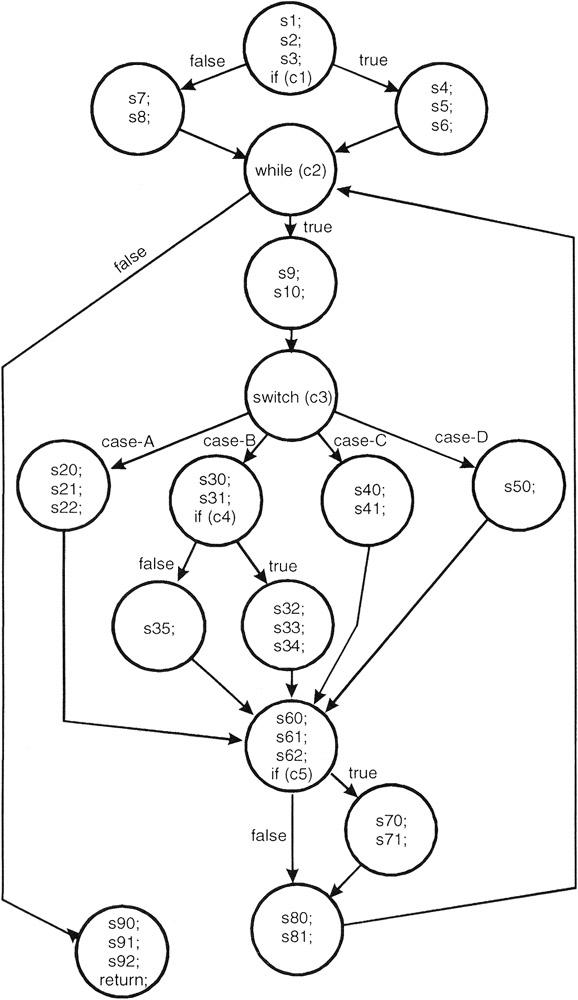 s1;
s2;
s3;
if (c1)
false
true
s7;
s8;
s4;
s5;
s6;
while (c2)
false
true
s9;
s10;
switch (c3)
case-A
case-B
case-C
case-D
s20;
s21;
s22;
s30;
s31;
if (c4)
s40;
s41;
s50;
false
true
s35;
s32;
s33;
s34;
s60;
s61;
s62;
if (c5)
true
false
s70;
s71;
s80;
s81;
s90;
s91;
s92;
return;